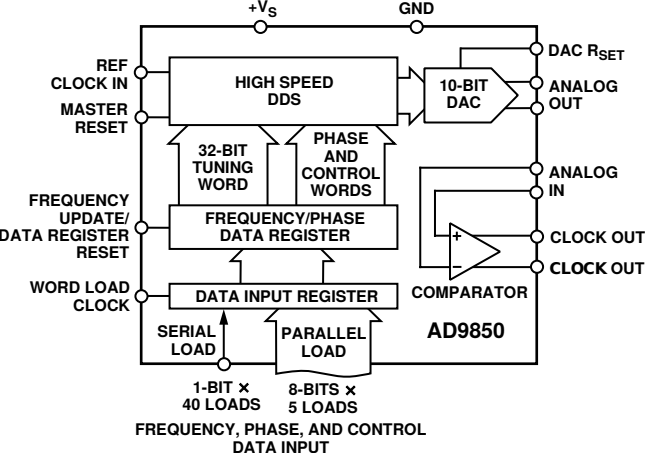 +VS
GND
REF
CLOCK IN
MASTER
RESET
FREQUENCY
UPDATE/
DATA REGISTER
RESET
WORD LOAD
CLOCK
HIGH SPEED
DDS
10-BIT
DAC
DAC RSET
ANALOG
OUT
32-BIT
TUNING
WORD
PHASE
AND
CONTROL
WORDS
ANALOG
IN
FREQUENCY/PHASE
DATA REGISTER
+
–
CLOCK OUT
CLOCK OUT
COMPARATOR
DATA INPUT REGISTER
AD9850
SERIAL
LOAD
PARALLEL
LOAD
1-BIT ×
40 LOADS
8-BITS ×
5 LOADS
FREQUENCY, PHASE, AND CONTROL
DATA INPUT